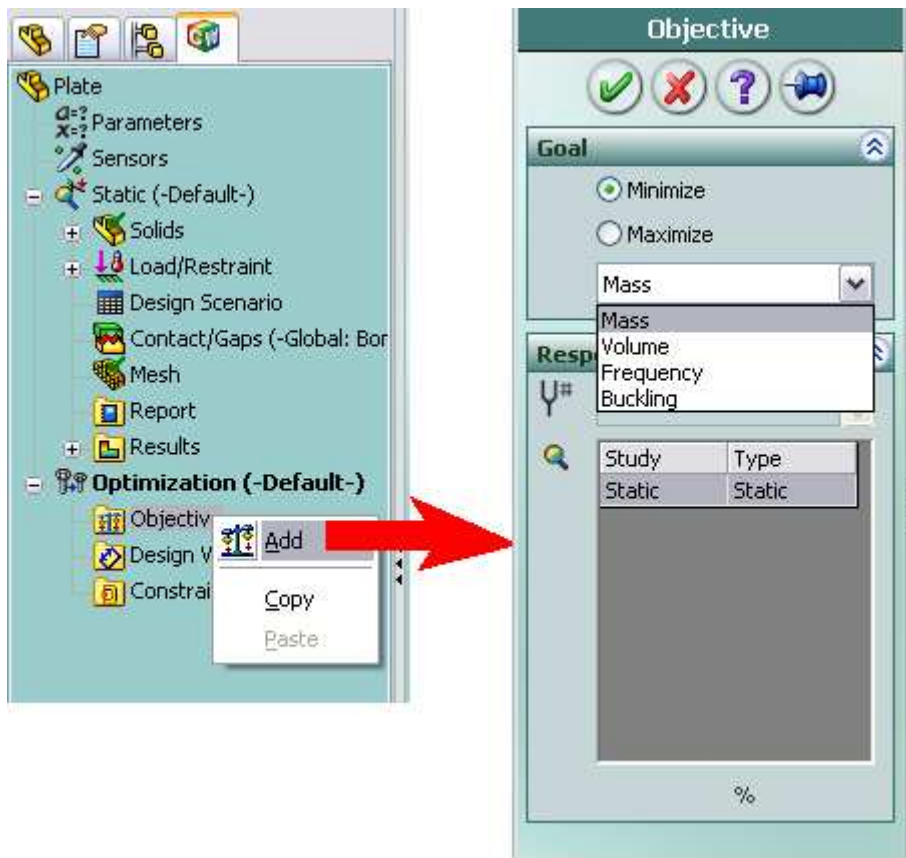 Plate
a=?
x=? Parameters
Sensors
Static (-Default-)
Solids
Load/Restraint
Design Scenario
Contact/Gaps (-Global: Bor
Mesh
Report
Results
Optimization (-Default-)
Objectiv
Design V
Constrai
Add
Copy
Paste
Objective
Goal
Minimize
Maximize
Mass
Mass
Volume
Frequency
Buckling
Resp
Study Type
Static Static
%